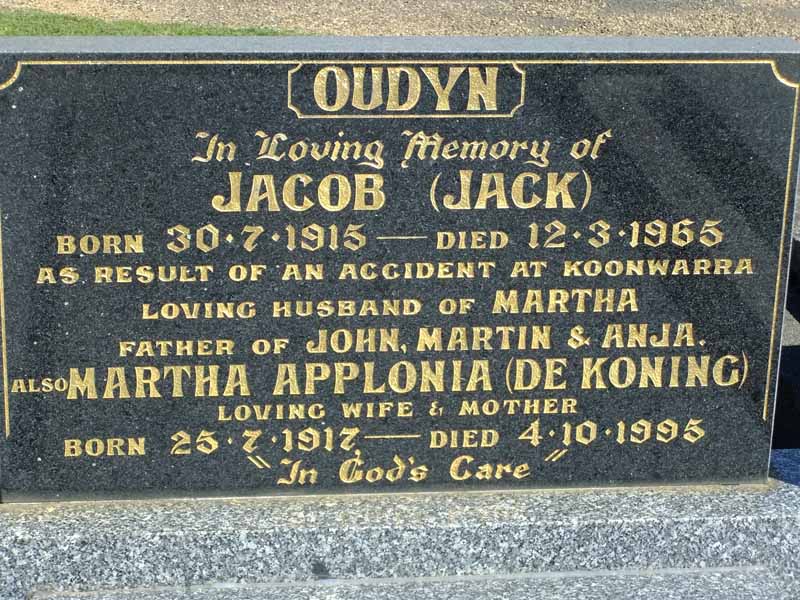 OUDYN
In Loving Memory of
JACOB (JACK)
BORN 30·7·1915 — DIED 12·3·1965
AS RESULT OF AN ACCIDENT AT KOONWARRA
LOVING HUSBAND OF MARTHA
FATHER OF JOHN, MARTIN & ANJA.
ALSO MARTHA APPLONIA (DE KONING)
LOVING WIFE & MOTHER
BORN 25·7·1917 — DIED 4·10·1995
"In God's Care"